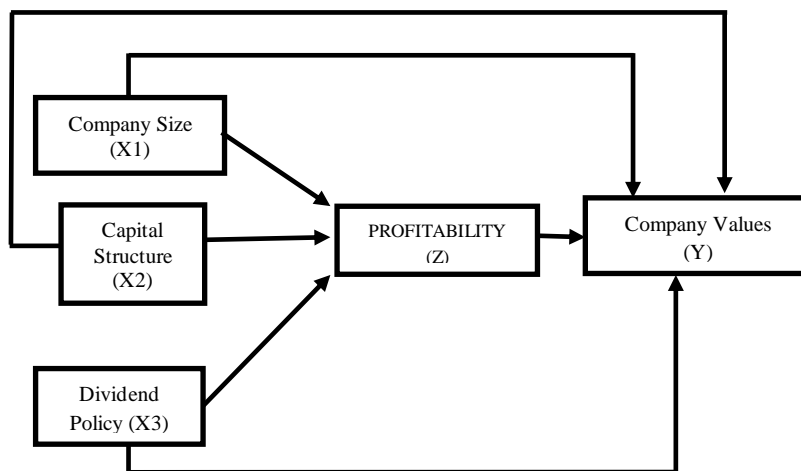 Company Size
(X1)
Capital
Structure
(X2)
Dividend
Policy (X3)
PROFITABILITY
(Z)
Company Values
(Y)